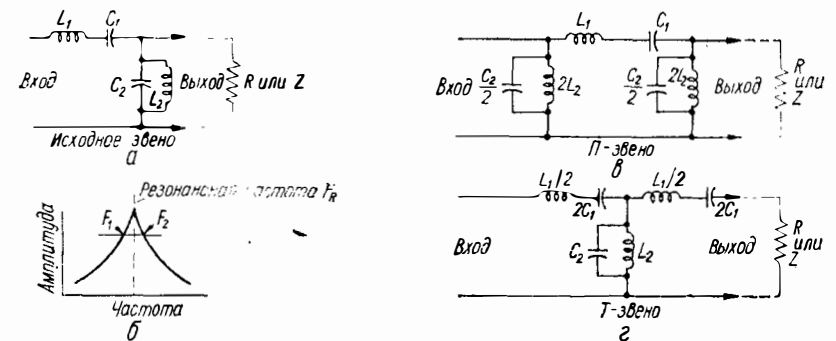 L₁ C₁
Вход
C₂
L₂
Выход
R или Z
Исходное звено
а
Резонансная частота F_R
F₁ F₂
Амплитуда
Частота
б
L₁ C₁
Вход
C₂/2
2L₂
C₂/2
2L₂
Выход
R
или
Z
П-звено
в
L₁/2 L₁/2
2C₁ 2C₁
Вход
C₂
L₂
Выход
R
или
Z
Т-звено
г